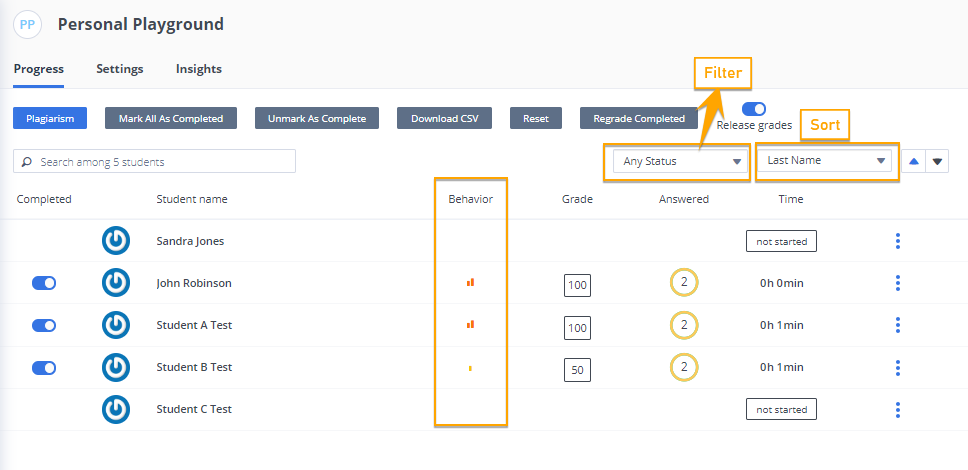 PP Personal Playground
Progress Settings Insights
Filter
Plagiarism Mark All As Completed Unmark As Complete Download CSV Reset Regrade Completed
Release grades
Sort
Search among 5 students Any Status Last Name
Completed Student name Behavior Grade Answered Time
Sandra Jones not started
John Robinson 100 2 0h 0min
Student A Test 100 2 0h 1min
Student B Test 50 2 0h 1min
Student C Test not started